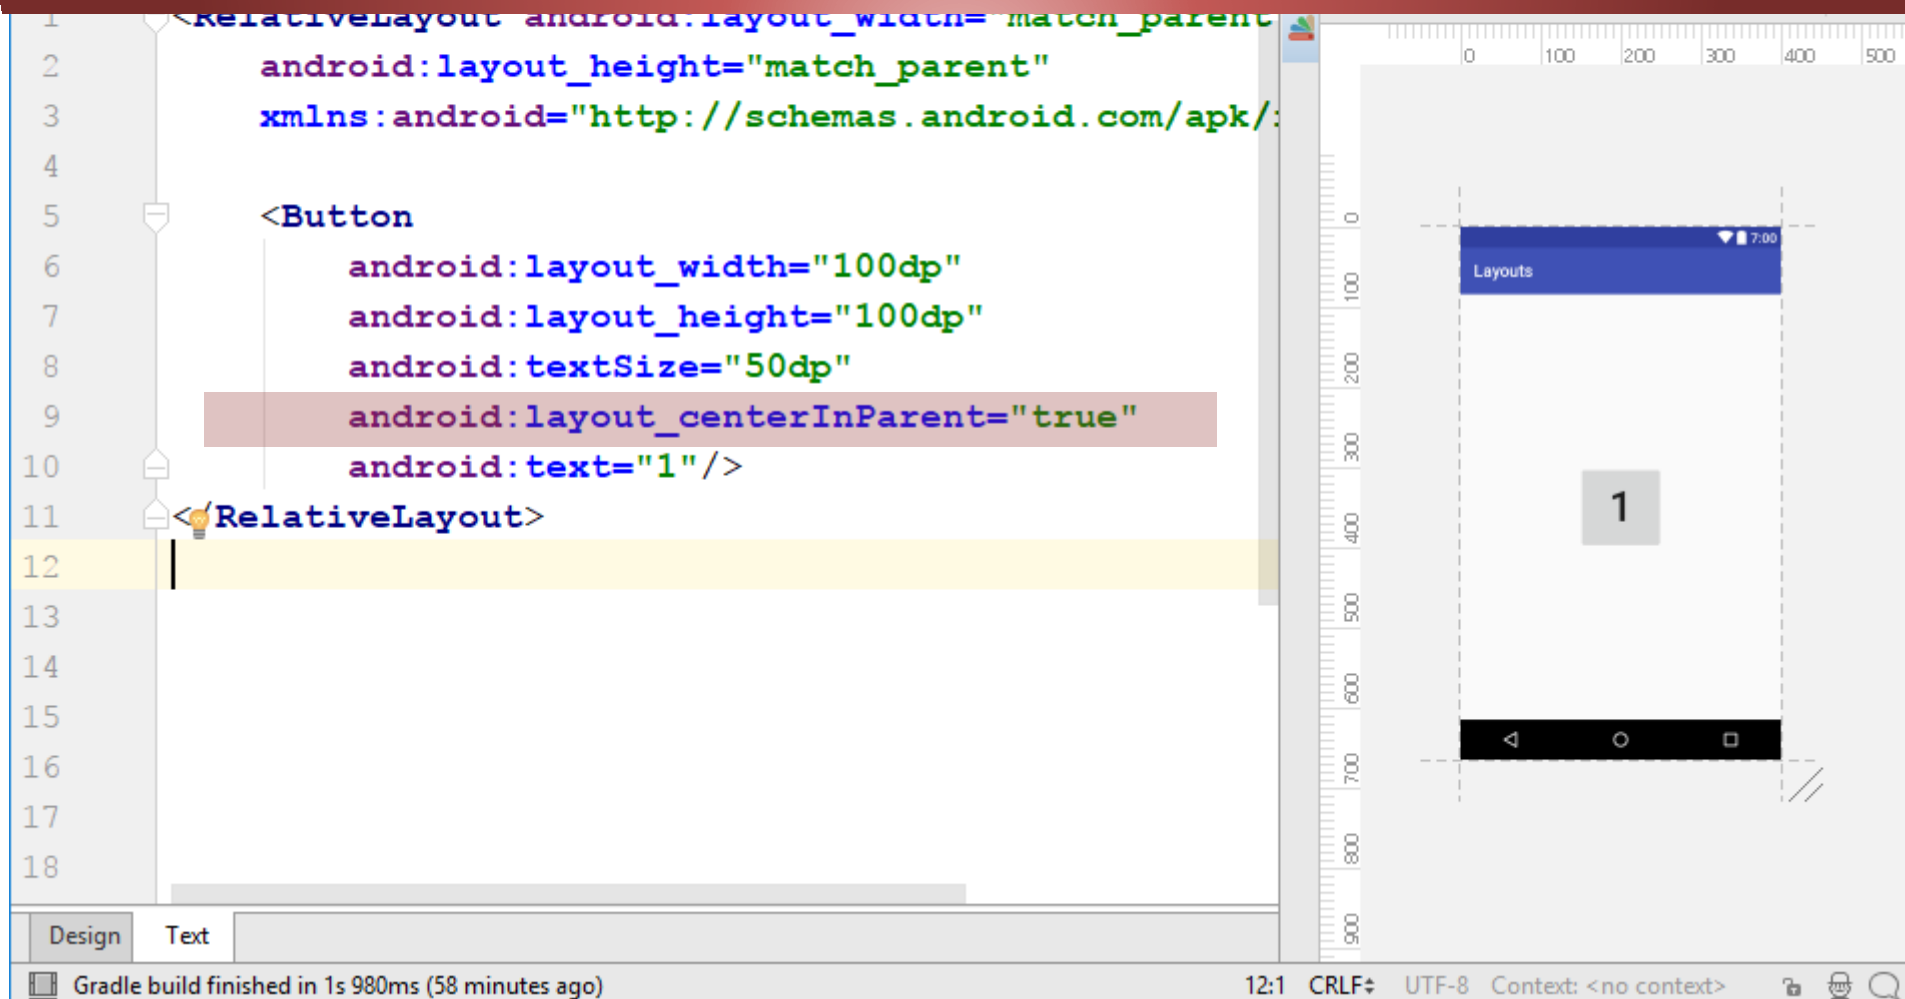 1 <RelativeLayout android:layout_width="match_parent
2 android:layout_height="match_parent"
3 xmlns:android="http://schemas.android.com/apk/
4
5 <Button
6 android:layout_width="100dp"
7 android:layout_height="100dp"
8 android:textSize="50dp"
9 android:layout_centerInParent="true"
10 android:text="1"/>
11 </RelativeLayout>
12
13
14
15
16
17
18
Design Text
Gradle build finished in 1s 980ms (58 minutes ago)
12:1 CRLF UTF-8 Context: <no context>
0 100 200 300 400 500
0
100
200
300
400
500
600
700
800
900
7:00
Layouts
1